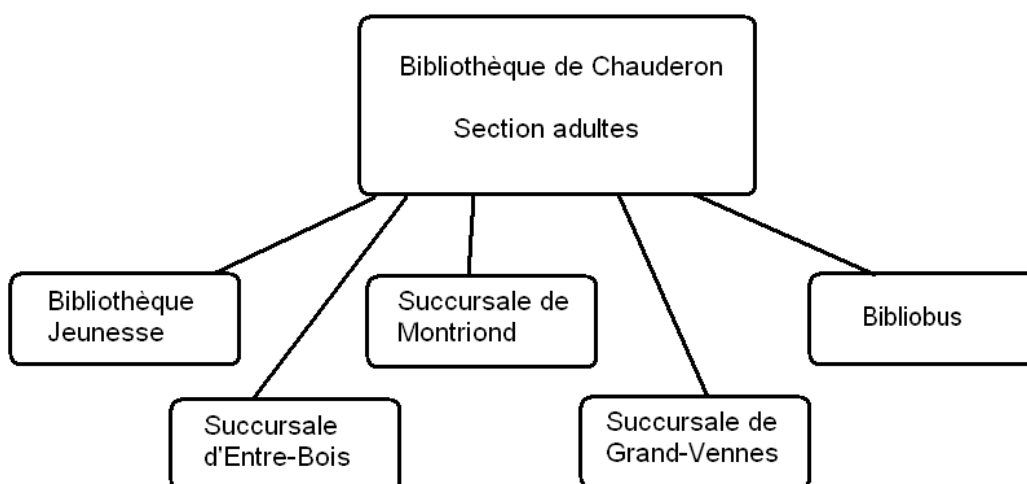 Bibliothèque de Chauderon
Section adultes
Bibliothèque
Jeunesse
Succursale de
Montriond
Bibliobus
Succursale
d'Entre-Bois
Succursale de
Grand-Vennes